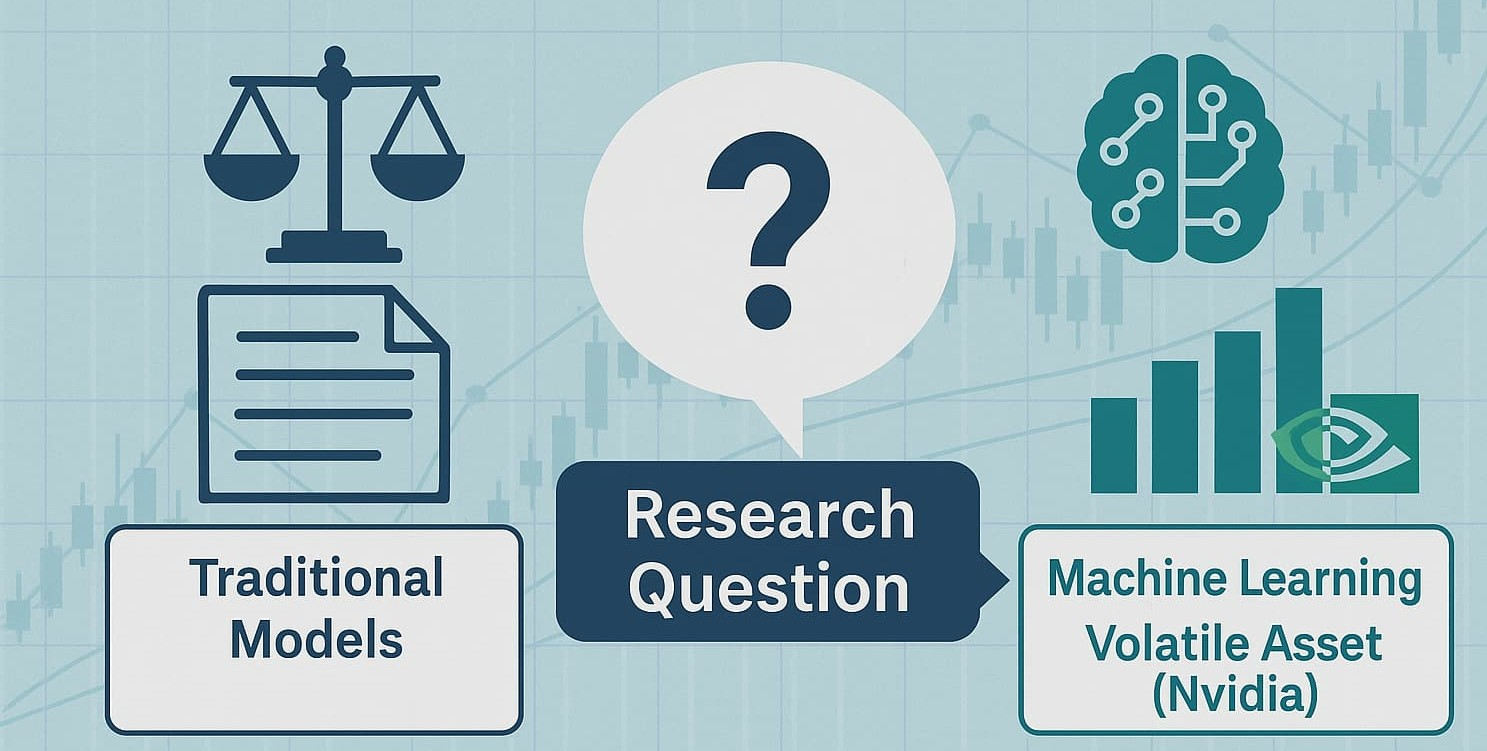 ?
Research
Question
Traditional
Models
Machine Learning
Volatile Asset
(Nvidia)